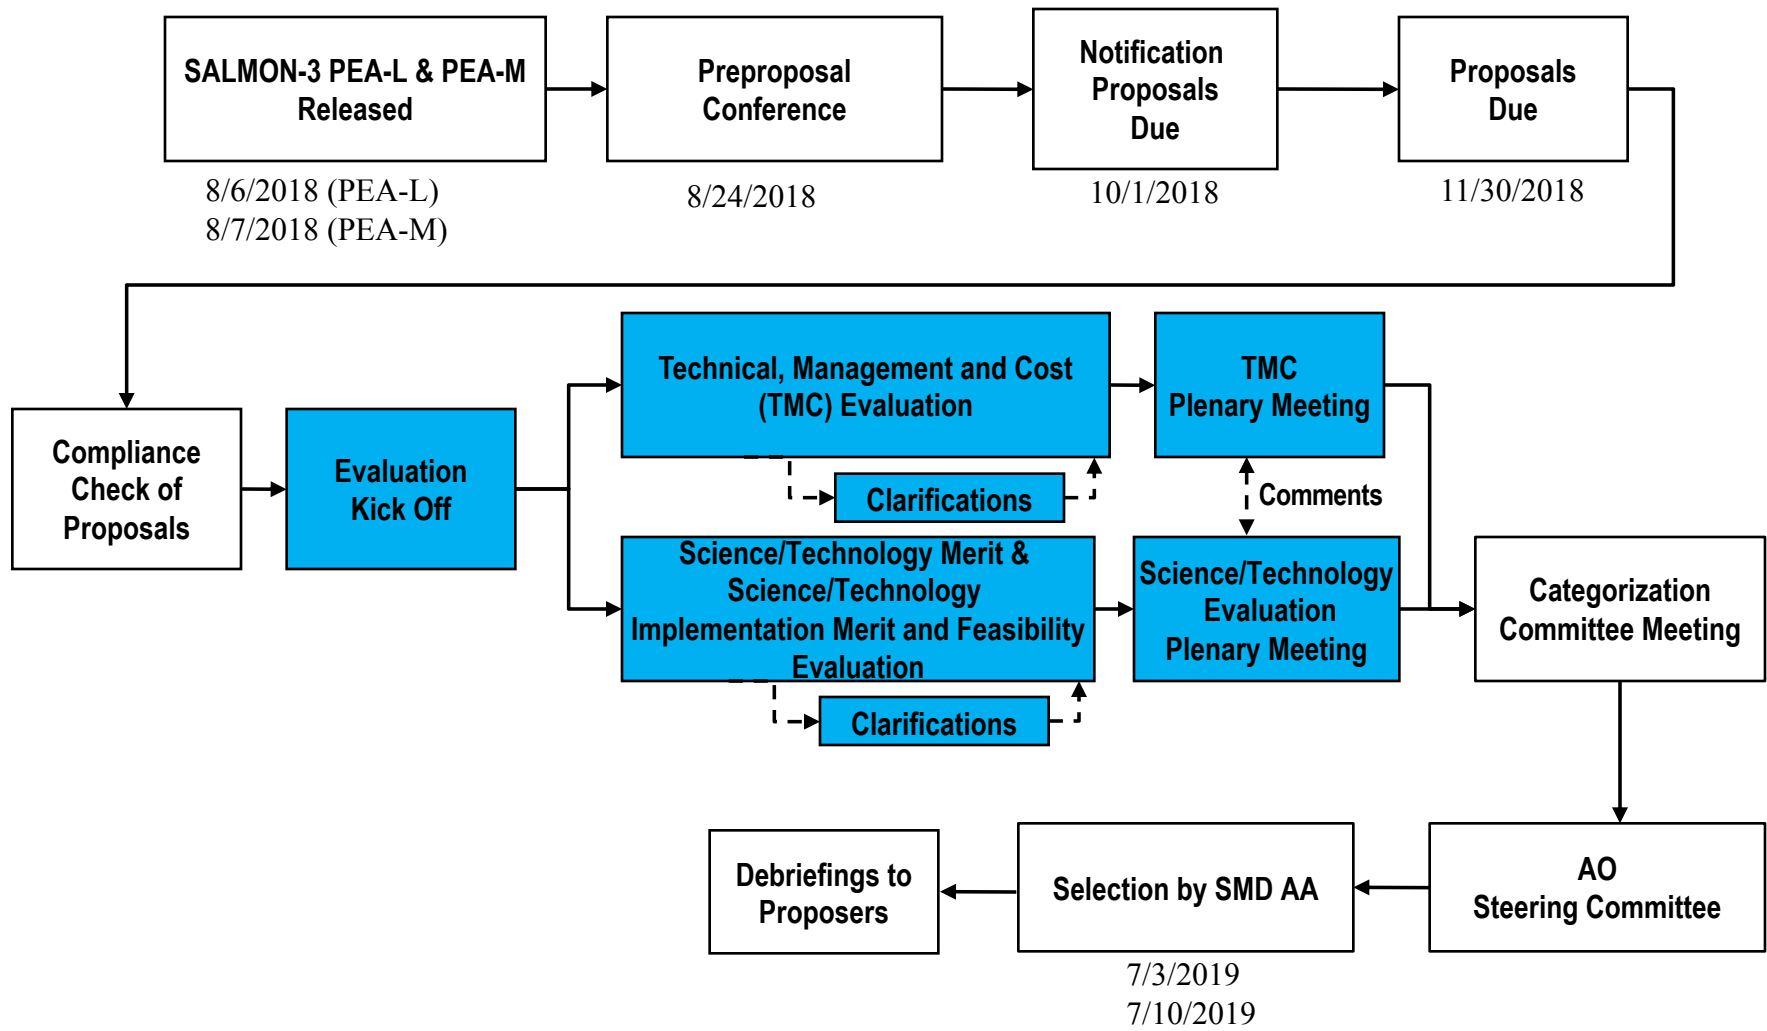 SALMON-3 PEA-L & PEA-M
Released
8/6/2018 (PEA-L)
8/7/2018 (PEA-M)
Preproposal
Conference
8/24/2018
Notification
Proposals
Due
10/1/2018
Proposals
Due
11/30/2018
Compliance
Check of
Proposals
Evaluation
Kick Off
Technical, Management and Cost
(TMC) Evaluation
Clarifications
TMC
Plenary Meeting
Comments
Science/Technology Merit &
Science/Technology
Implementation Merit and Feasibility
Evaluation
Clarifications
Science/Technology
Evaluation
Plenary Meeting
Categorization
Committee Meeting
AO
Steering Committee
Selection by SMD AA
7/3/2019
7/10/2019
Debriefings to
Proposers